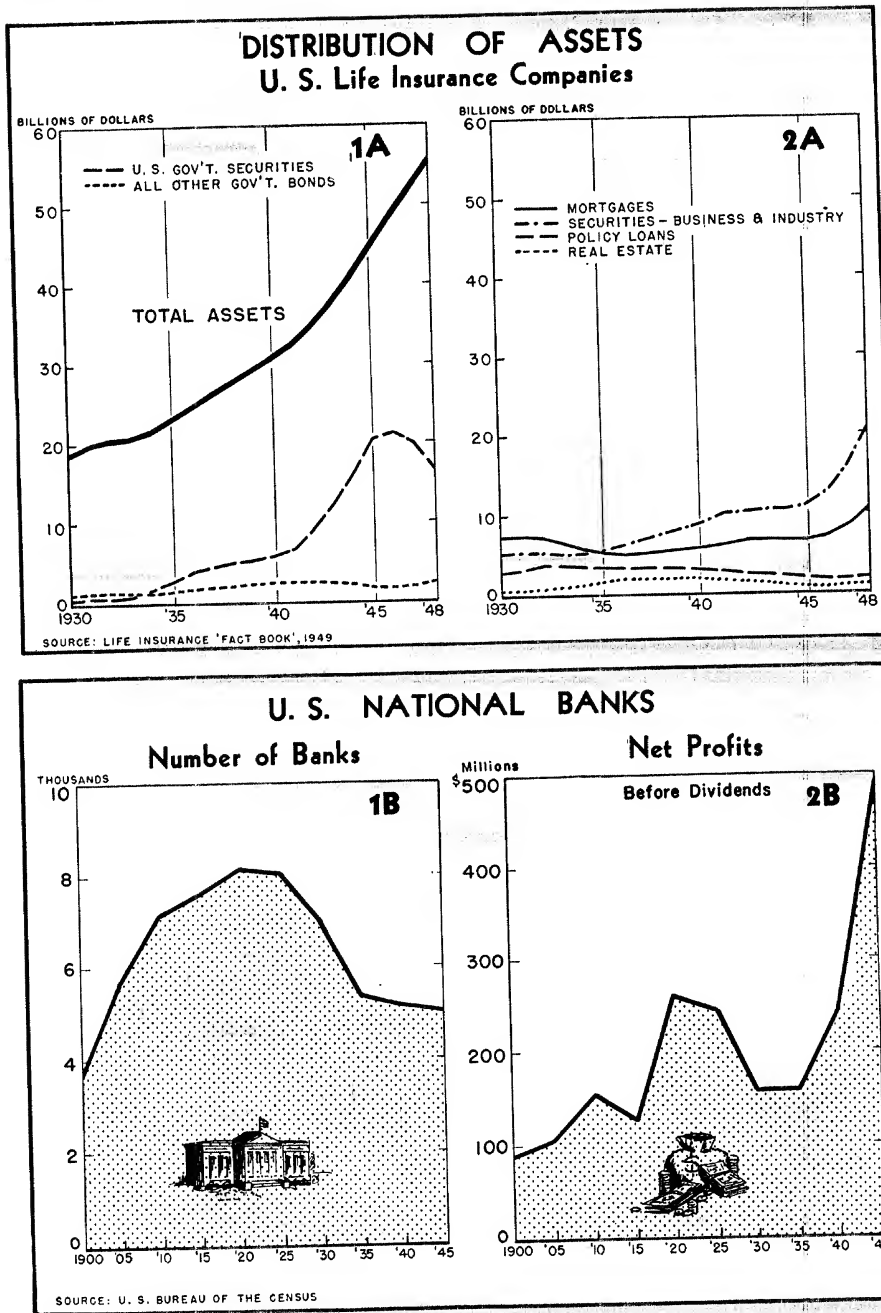 DISTRIBUTION OF ASSETS
U. S. Life Insurance Companies
BILLIONS OF DOLLARS
1A
60
50
40
30
20
10
0
U. S. GOV'T. SECURITIES
ALL OTHER GOV'T. BONDS
TOTAL ASSETS
1930 '35 '40 '45 '48
SOURCE: LIFE INSURANCE 'FACT BOOK', 1949
BILLIONS OF DOLLARS
2A
60
50
40
30
20
10
0
MORTGAGES
SECURITIES – BUSINESS & INDUSTRY
POLICY LOANS
REAL ESTATE
1930 '35 '40 '45 '48
U. S. NATIONAL BANKS
Number of Banks
THOUSANDS
1B
10
8
6
4
2
0
1900 '05 '10 '15 '20 '25 '30 '35 '40 '45
SOURCE: U. S. BUREAU OF THE CENSUS
Net Profits
Millions
Before Dividends
2B
$500
400
300
200
100
0
1900 '05 '10 '15 '20 '25 '30 '35 '40